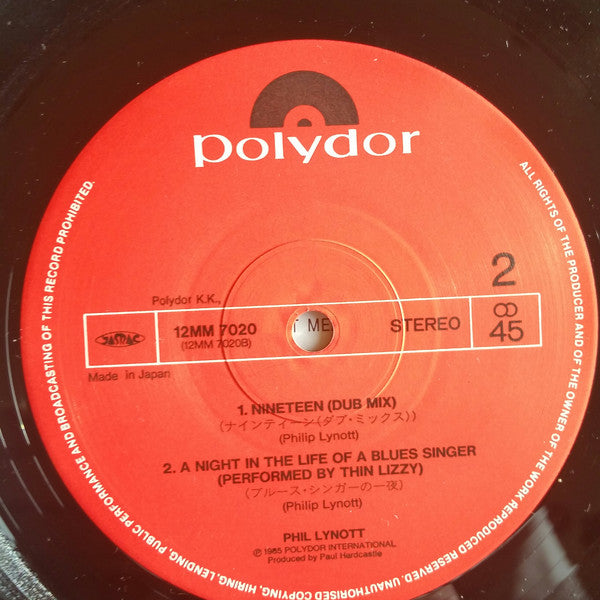 polydor
ALL RIGHTS OF THE PRODUCER AND OF THE OWNER OF THE WORK REPRODUCED RESERVED. UNAUTHORISED COPYING, HIRING, LENDING, PUBLIC PERFORMANCE AND BROADCASTING OF THIS RECORD PROHIBITED.
2
Polydor K.K.,
JASRAC
12MM 7020
(12MM 7020B)
T ME
STEREO
45
Made in Japan
1. NINETEEN (DUB MIX)
(ナインティーン(ダブ・ミックス))
(Philip Lynott)
2. A NIGHT IN THE LIFE OF A BLUES SINGER
(PERFORMED BY THIN LIZZY)
(ブルース・シンガーの一夜)
(Philip Lynott)
PHIL LYNOTT
℗ 1985 POLYDOR INTERNATIONAL
Produced by Paul Hardcastle